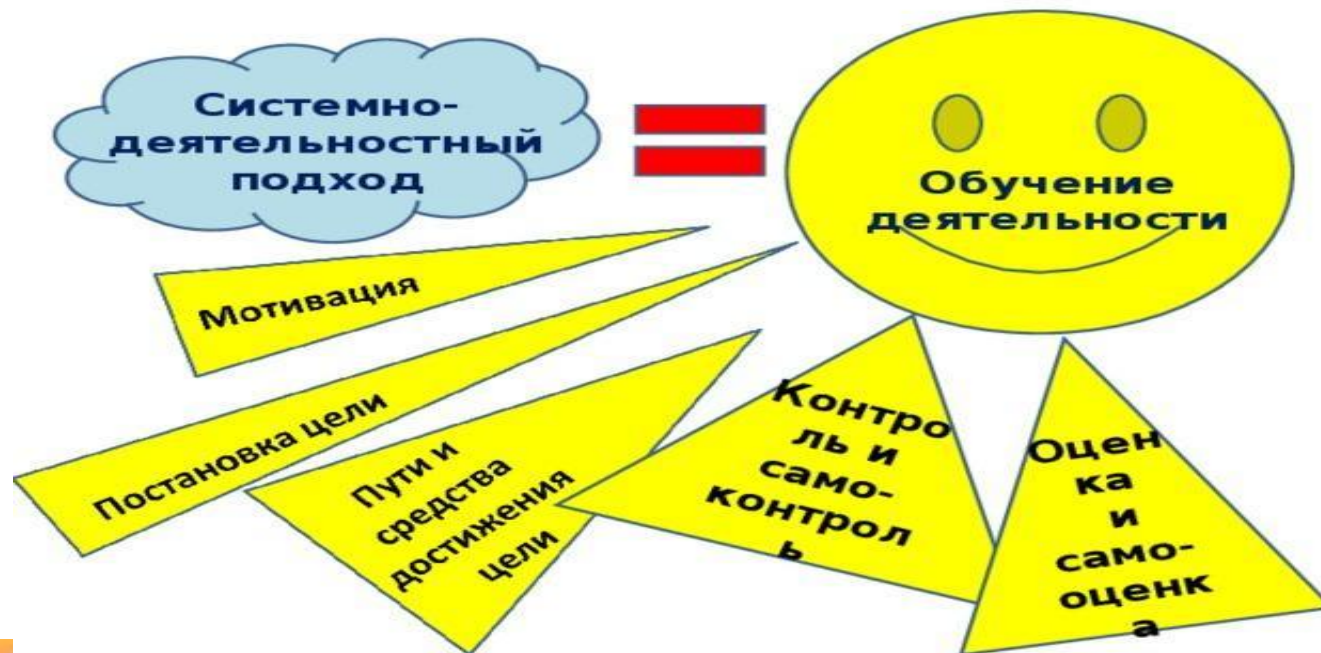 Системно-
деятельностный
подход
Обучение
деятельности
Мотивация
Постановка цели
Пути и
средства
достижения
цели
Контро
ль и
само-
контрол
ь
Оцен
ка
и
само-
оценк
а